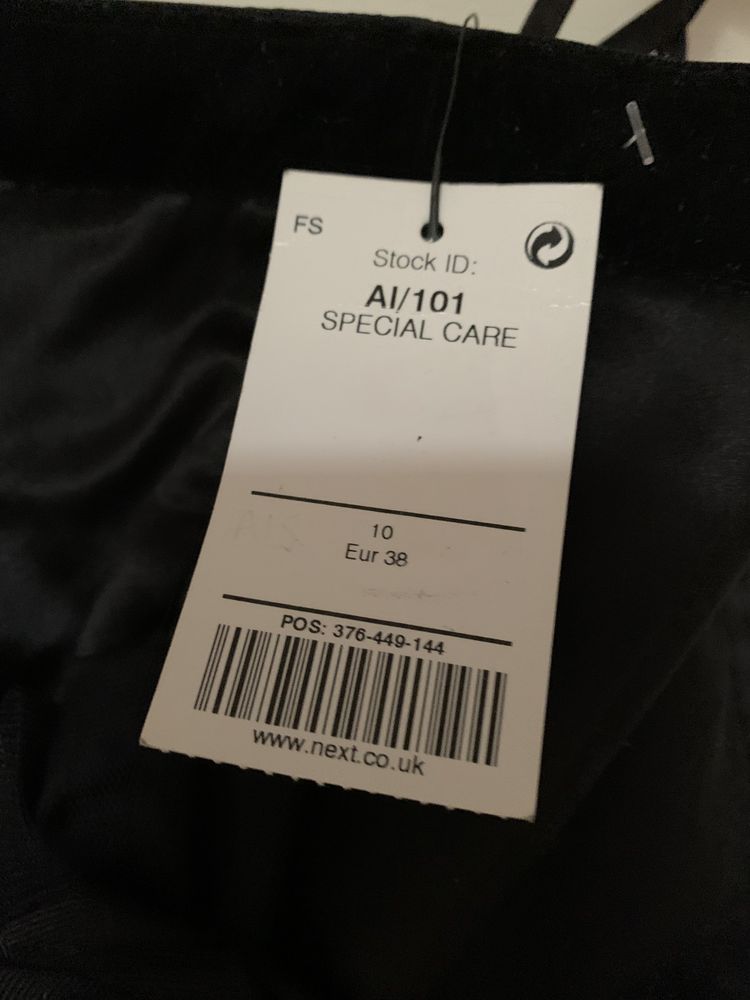 FS
Stock ID:
AI/101
SPECIAL CARE
10
Eur 38
POS: 376-449-144
www.next.co.uk